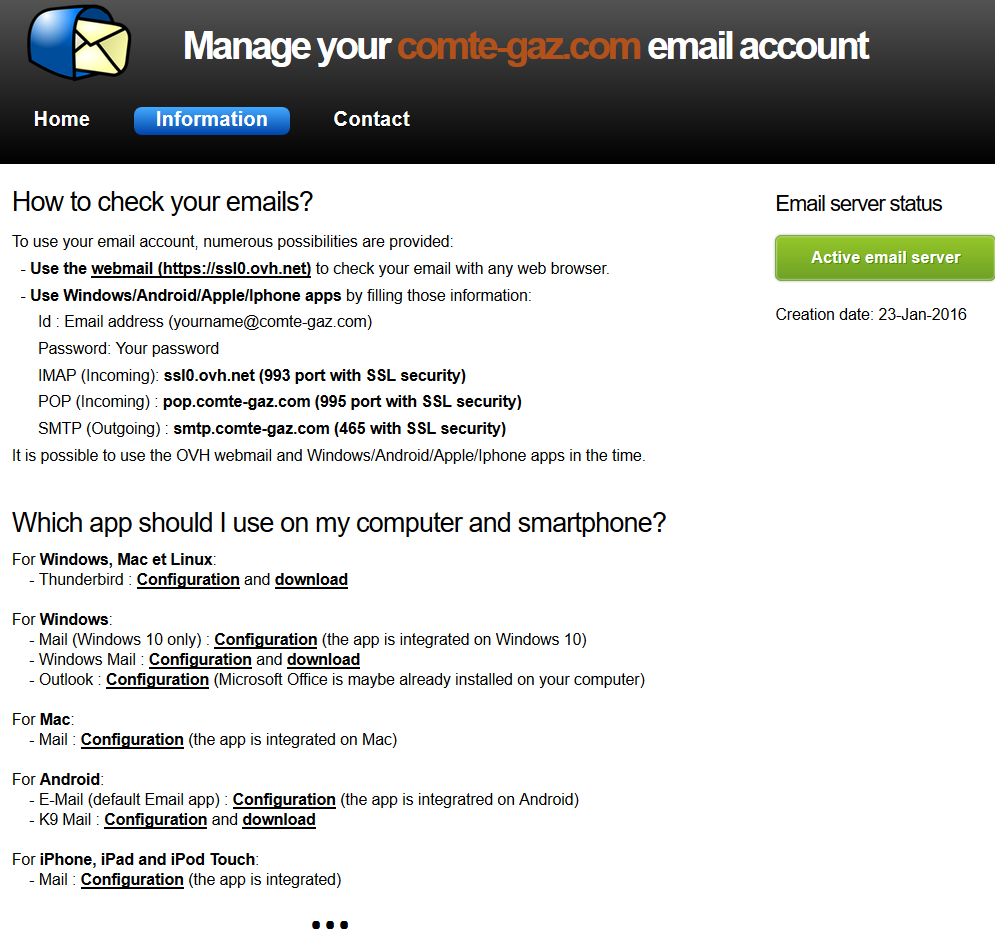 Manage your comte-gaz.com email account
Home Information Contact
How to check your emails?
To use your email account, numerous possibilities are provided:
- Use the webmail (https://ssl0.ovh.net) to check your email with any web browser.
- Use Windows/Android/Apple/Iphone apps by filling those information:
Id : Email address (yourname@comte-gaz.com)
Password: Your password
IMAP (Incoming): ssl0.ovh.net (993 port with SSL security)
POP (Incoming) : pop.comte-gaz.com (995 port with SSL security)
SMTP (Outgoing) : smtp.comte-gaz.com (465 with SSL security)
It is possible to use the OVH webmail and Windows/Android/Apple/Iphone apps in the time.
Which app should I use on my computer and smartphone?
For Windows, Mac et Linux:
- Thunderbird : Configuration and download
For Windows:
- Mail (Windows 10 only) : Configuration (the app is integrated on Windows 10)
- Windows Mail : Configuration and download
- Outlook : Configuration (Microsoft Office is maybe already installed on your computer)
For Mac:
- Mail : Configuration (the app is integrated on Mac)
For Android:
- E-Mail (default Email app) : Configuration (the app is integratred on Android)
- K9 Mail : Configuration and download
For iPhone, iPad and iPod Touch:
- Mail : Configuration (the app is integrated)
...
Email server status
Active email server
Creation date: 23-Jan-2016